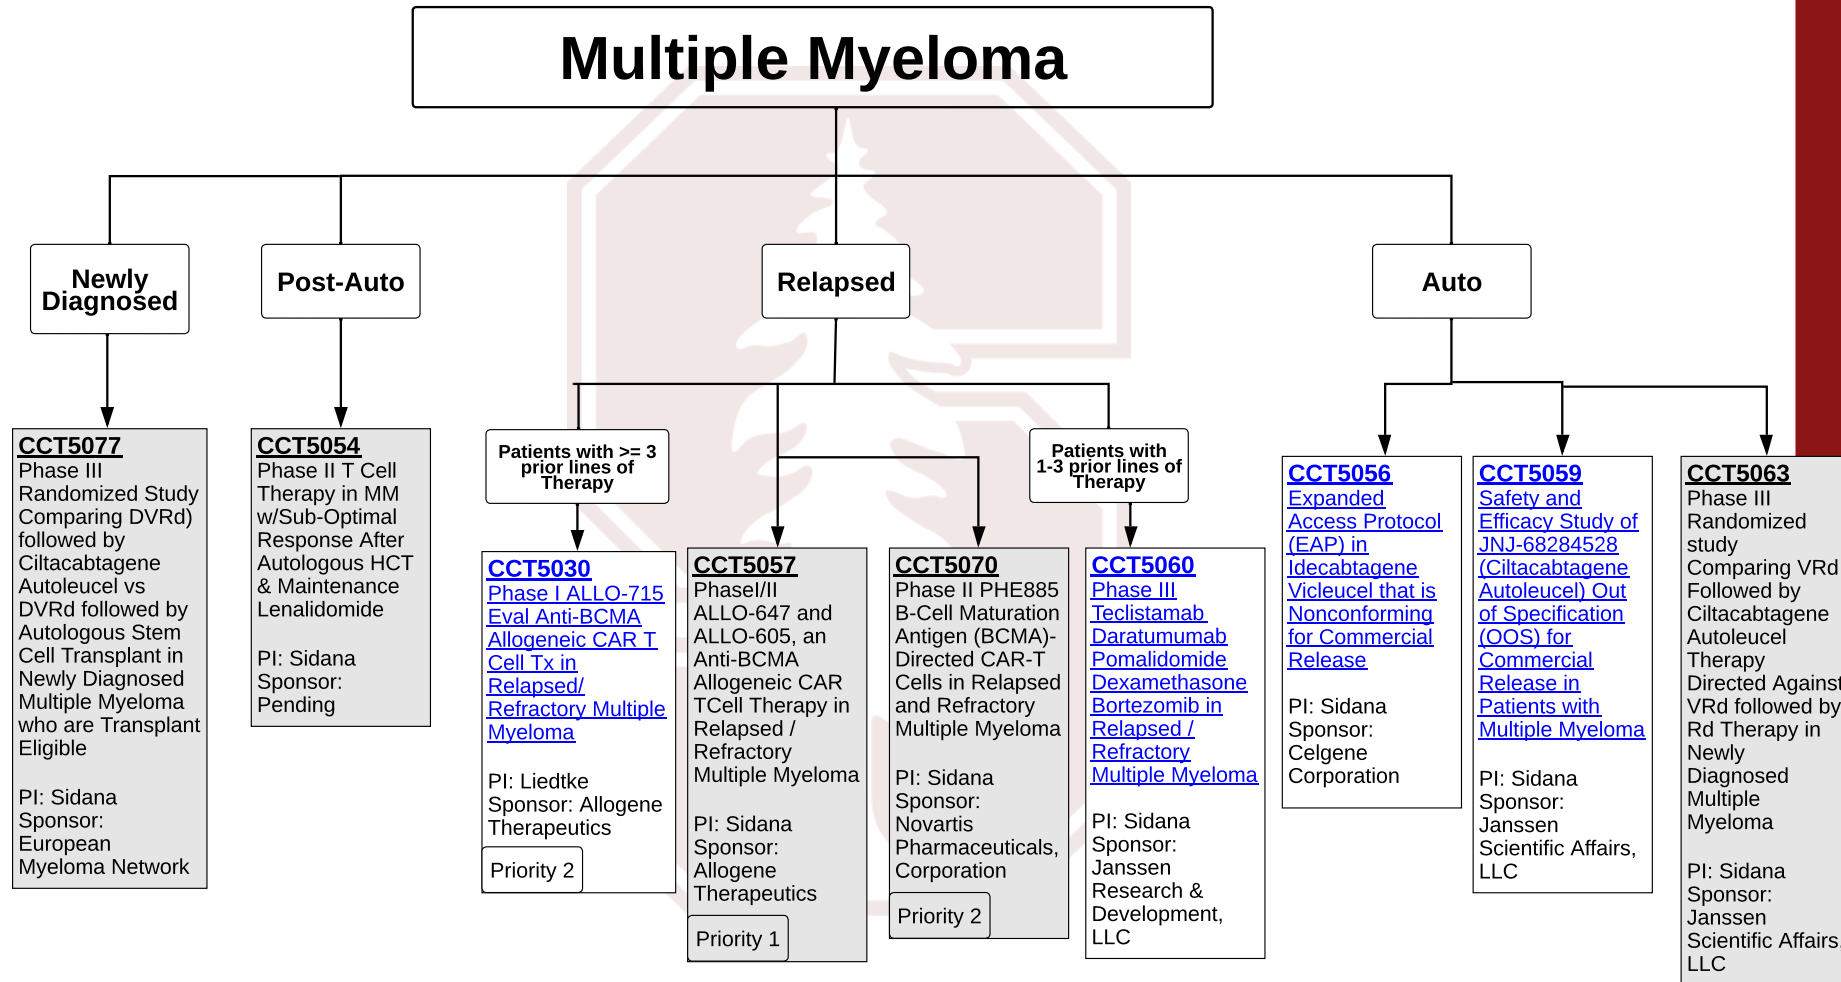 Multiple Myeloma
Newly
Diagnosed
Post-Auto
Relapsed
Auto
CCT5077
Phase III
Randomized Study
Comparing DVRd)
followed by
Ciltacabtagene
Autoleucel vs
DVRd followed by
Autologous Stem
Cell Transplant in
Newly Diagnosed
Multiple Myeloma
who are Transplant
Eligible
PI: Sidana
Sponsor:
European
Myeloma Network
CCT5054
Phase II T Cell
Therapy in MM
w/Sub-Optimal
Response After
Autologous HCT
& Maintenance
Lenalidomide
PI: Sidana
Sponsor:
Pending
Patients with >= 3
prior lines of
Therapy
CCT5030
Phase I ALLO-715
Eval Anti-BCMA
Allogeneic CAR T
Cell Tx in
Relapsed/
Refractory Multiple
Myeloma
PI: Liedtke
Sponsor: Allogene
Therapeutics
Priority 2
CCT5057
PhaseI/II
ALLO-647 and
ALLO-605, an
Anti-BCMA
Allogeneic CAR
TCell Therapy in
Relapsed /
Refractory
Multiple Myeloma
PI: Sidana
Sponsor:
Allogene
Therapeutics
Priority 1
CCT5070
Phase II PHE885
B-Cell Maturation
Antigen (BCMA)-
Directed CAR-T
Cells in Relapsed
and Refractory
Multiple Myeloma
PI: Sidana
Sponsor:
Novartis
Pharmaceuticals,
Corporation
Priority 2
Patients with
1-3 prior lines of
Therapy
CCT5060
Phase III
Teclistamab
Daratumumab
Pomalidomide
Dexamethasone
Bortezomib in
Relapsed /
Refractory
Multiple Myeloma
PI: Sidana
Sponsor:
Janssen
Research &
Development,
LLC
CCT5056
Expanded
Access Protocol
(EAP) in
Idecabtagene
Vicleucel that is
Nonconforming
for Commercial
Release
PI: Sidana
Sponsor:
Celgene
Corporation
CCT5059
Safety and
Efficacy Study of
JNJ-68284528
(Ciltacabtagene
Autoleucel) Out
of Specification
(OOS) for
Commercial
Release in
Patients with
Multiple Myeloma
PI: Sidana
Sponsor:
Janssen
Scientific Affairs,
LLC
CCT5063
Phase III
Randomized
study
Comparing VRd
Followed by
Ciltacabtagene
Autoleucel
Therapy
Directed Against
VRd followed by
Rd Therapy in
Newly
Diagnosed
Multiple
Myeloma
PI: Sidana
Sponsor:
Janssen
Scientific Affairs,
LLC